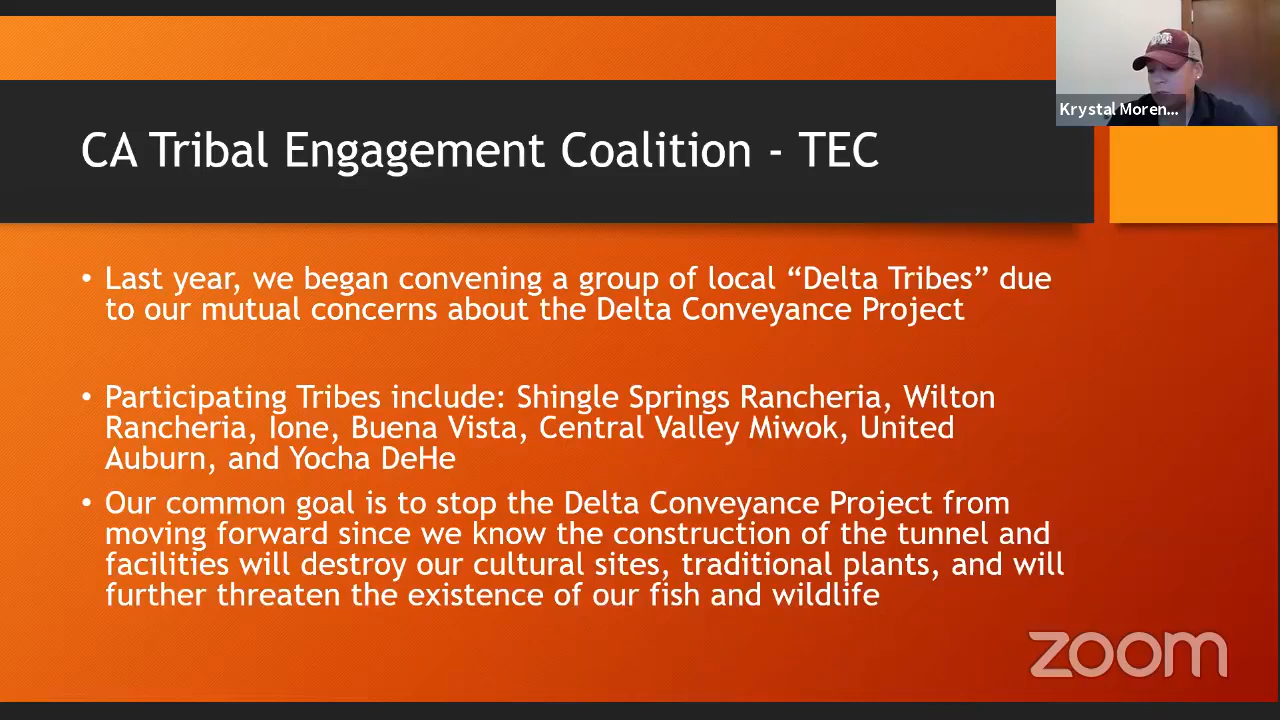 Krystal Moren...
CA Tribal Engagement Coalition - TEC
• Last year, we began convening a group of local “Delta Tribes” due
to our mutual concerns about the Delta Conveyance Project
• Participating Tribes include: Shingle Springs Rancheria, Wilton
Rancheria, Ione, Buena Vista, Central Valley Miwok, United
Auburn, and Yocha DeHe
• Our common goal is to stop the Delta Conveyance Project from
moving forward since we know the construction of the tunnel and
facilities will destroy our cultural sites, traditional plants, and will
further threaten the existence of our fish and wildlife
zoom